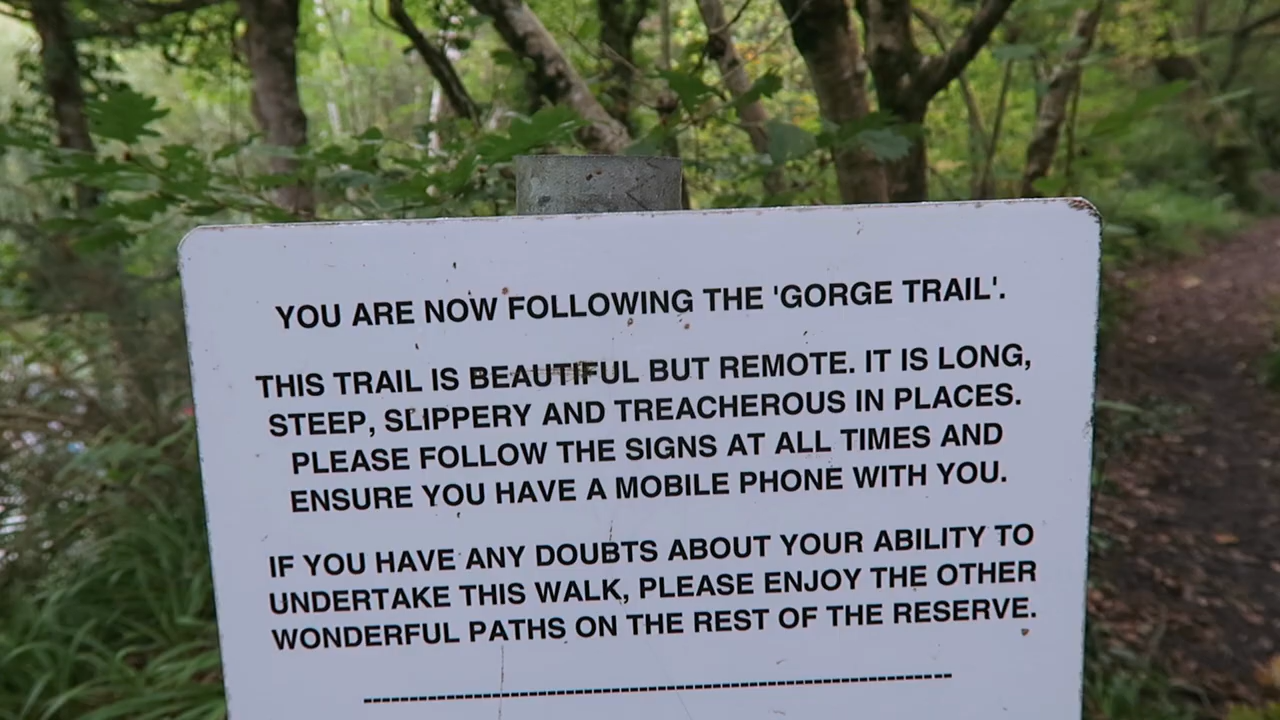 YOU ARE NOW FOLLOWING THE 'GORGE TRAIL'.
THIS TRAIL IS BEAUTIFUL BUT REMOTE. IT IS LONG,
STEEP, SLIPPERY AND TREACHEROUS IN PLACES.
PLEASE FOLLOW THE SIGNS AT ALL TIMES AND
ENSURE YOU HAVE A MOBILE PHONE WITH YOU.
IF YOU HAVE ANY DOUBTS ABOUT YOUR ABILITY TO
UNDERTAKE THIS WALK, PLEASE ENJOY THE OTHER
WONDERFUL PATHS ON THE REST OF THE RESERVE.